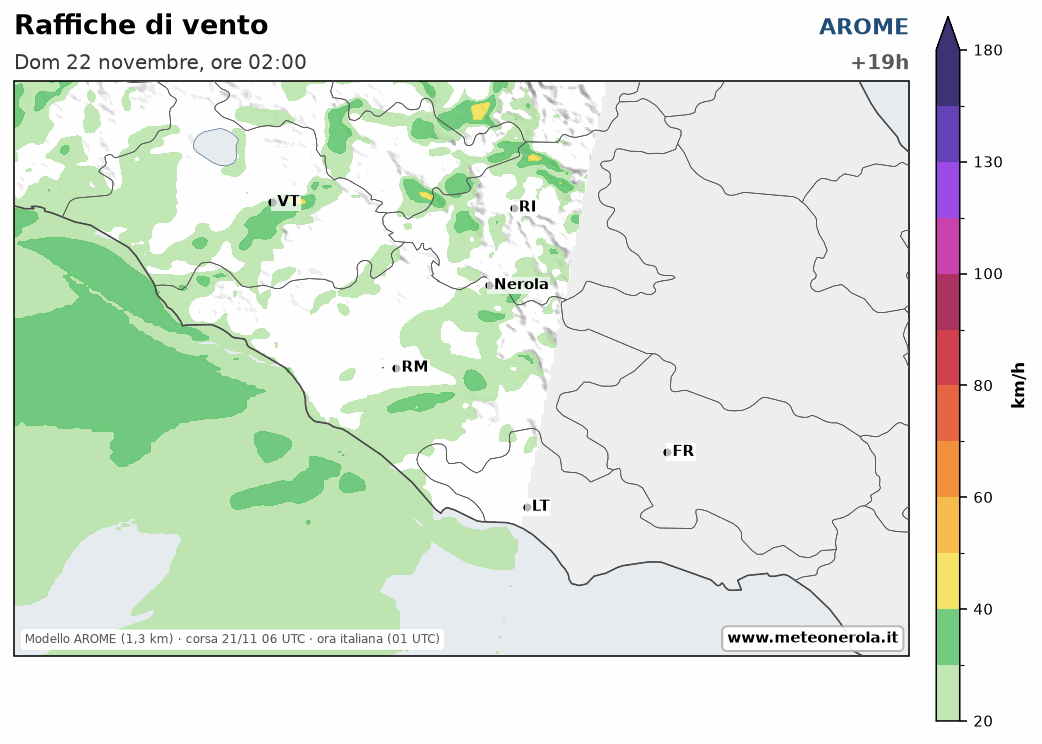 Raffiche di vento
AROME
Dom 22 novembre, ore 02:00
+19h
VT
RI
Nerola
RM
FR
LT
Modello AROME (1,3 km) · corsa 21/11 06 UTC · ora italiana (01 UTC)
www.meteonerola.it
180
130
100
80
60
40
20
km/h